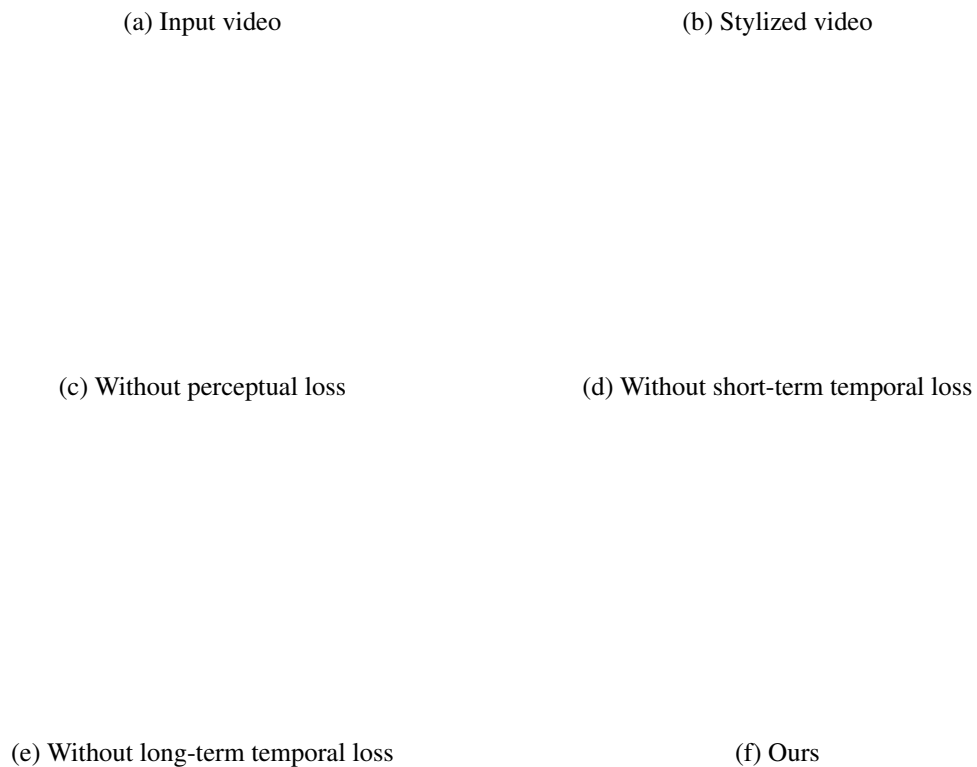 (a) Input video
(b) Stylized video
(c) Without perceptual loss
(d) Without short-term temporal loss
(e) Without long-term temporal loss
(f) Ours